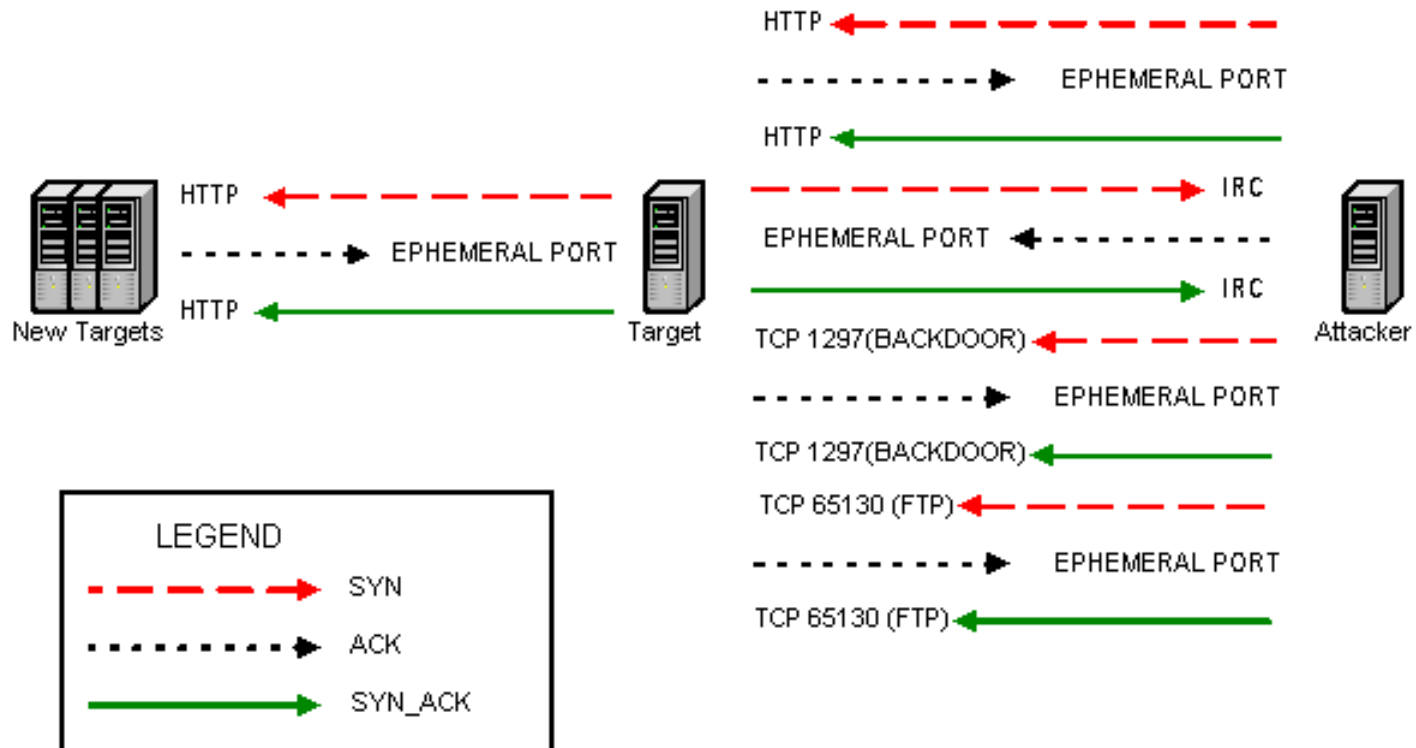 HTTP
EPHEMERAL PORT
HTTP
HTTP
IRC
EPHEMERAL PORT
EPHEMERAL PORT
HTTP
IRC
New Targets
Target
TCP 1297(BACKDOOR)
Attacker
EPHEMERAL PORT
TCP 1297(BACKDOOR)
TCP 65130 (FTP)
EPHEMERAL PORT
TCP 65130 (FTP)
LEGEND
SYN
ACK
SYN_ACK